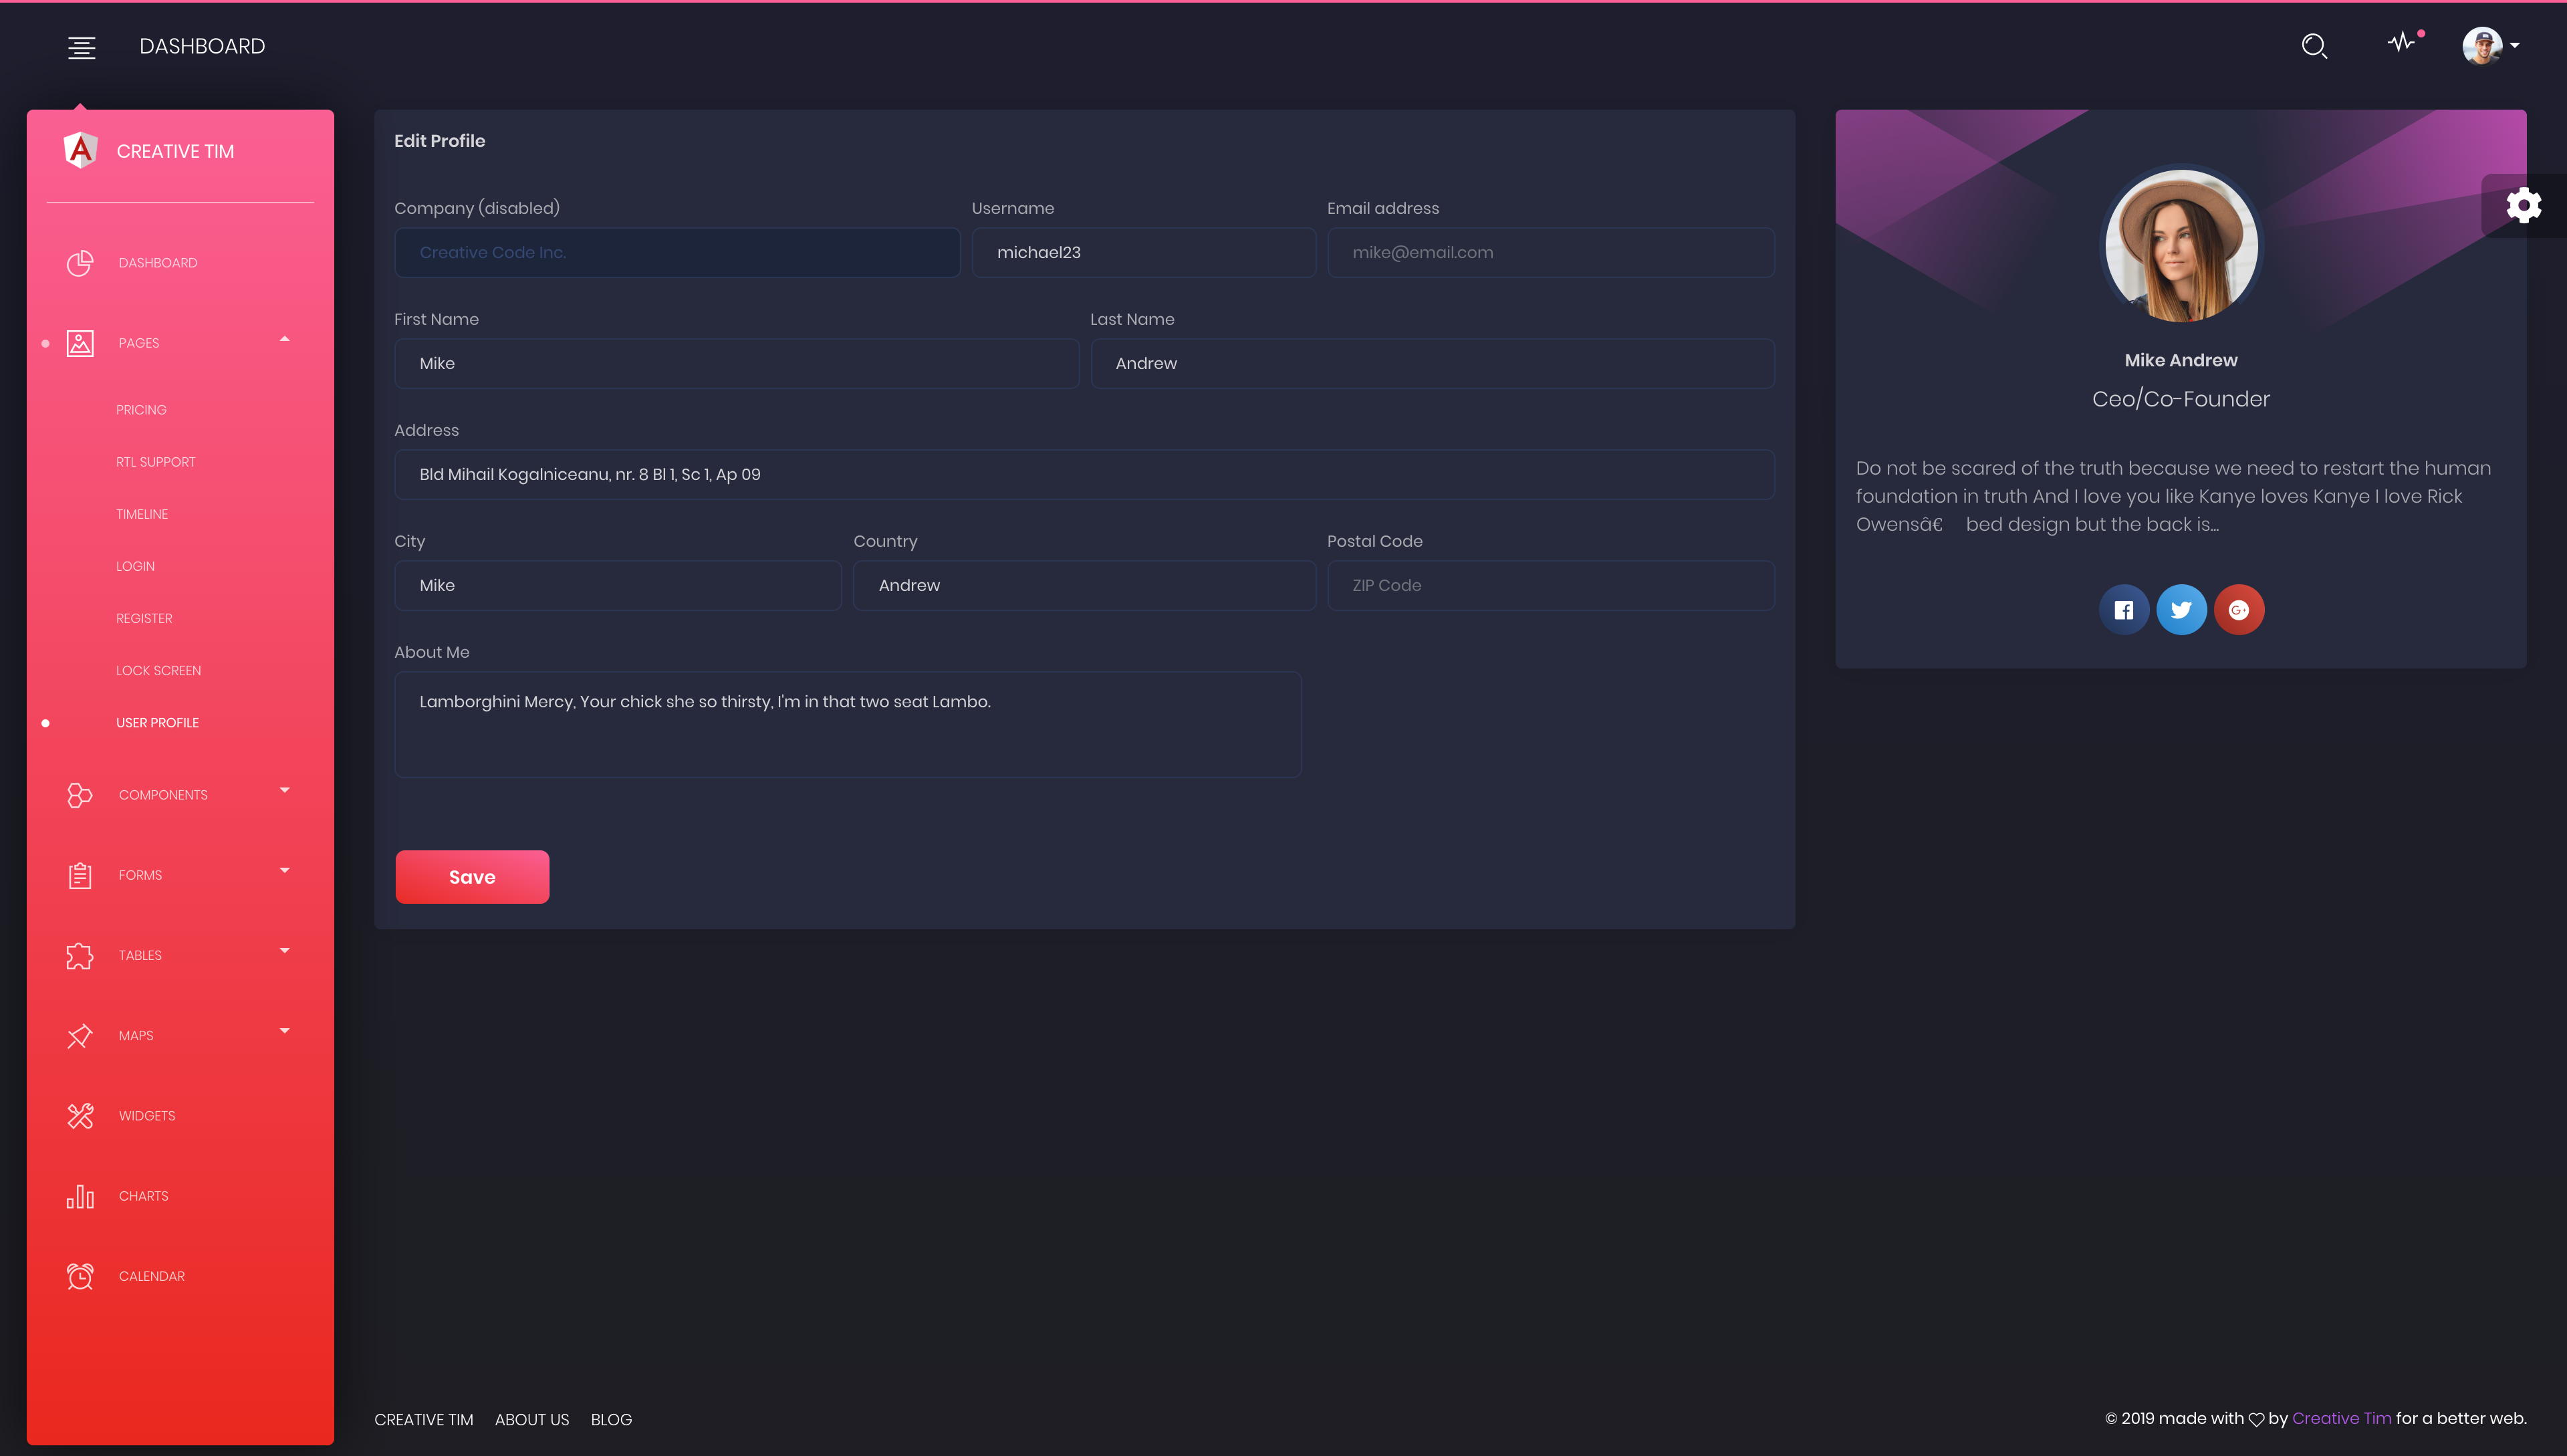 DASHBOARD
CREATIVE TIM
DASHBOARD
PAGES
PRICING
RTL SUPPORT
TIMELINE
LOGIN
REGISTER
LOCK SCREEN
USER PROFILE
COMPONENTS
FORMS
TABLES
MAPS
WIDGETS
CHARTS
CALENDAR
Edit Profile
Company (disabled)
Creative Code Inc.
Username
michael23
Email address
mike@email.com
First Name
Mike
Last Name
Andrew
Address
Bld Mihail Kogalniceanu, nr. 8 Bl 1, Sc 1, Ap 09
City
Mike
Country
Andrew
Postal Code
ZIP Code
About Me
Lamborghini Mercy, Your chick she so thirsty, I'm in that two seat Lambo.
Save
Mike Andrew
Ceo/Co-Founder
Do not be scared of the truth because we need to restart the human
foundation in truth And I love you like Kanye loves Kanye I love Rick
Owensâ€ bed design but the back is...
CREATIVE TIM ABOUT US BLOG
© 2019 made with ♡ by Creative Tim for a better web.